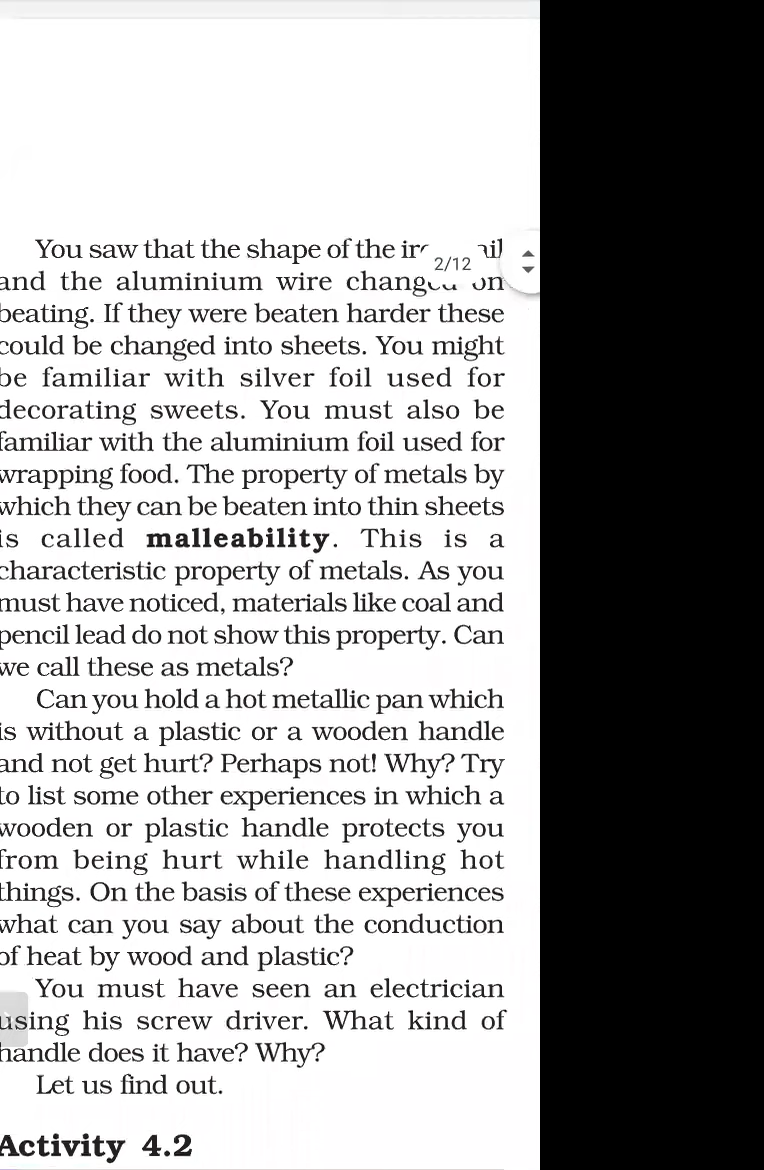 You saw that the shape of the
2/12
and the aluminium wire changed on
beating. If they were beaten harder these
could be changed into sheets. You might
be familiar with silver foil used for
decorating sweets. You must also be
familiar with the aluminium foil used for
wrapping food. The property of metals by
which they can be beaten into thin sheets
is called malleability. This is a
characteristic property of metals. As you
must have noticed, materials like coal and
pencil lead do not show this property. Can
we call these as metals?
Can you hold a hot metallic pan which
is without a plastic or a wooden handle
and not get hurt? Perhaps not! Why? Try
to list some other experiences in which a
wooden or plastic handle protects you
from being hurt while handling hot
things. On the basis of these experiences
what can you say about the conduction
of heat by wood and plastic?
You must have seen an electrician
using his screw driver. What kind of
handle does it have? Why?
Let us find out.
Activity 4.2